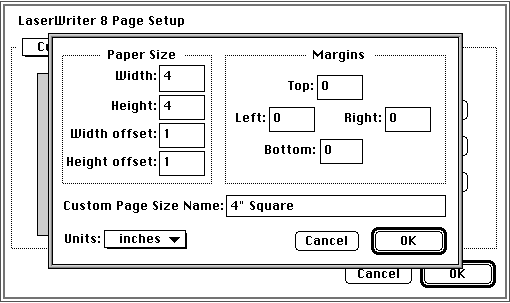 LaserWriter 8 Page Setup
Cu
Paper Size
Margins
Width: 4
Height: 4
Width offset: 1
Height offset: 1
Top: 0
Left: 0 Right: 0
Bottom: 0
Custom Page Size Name: 4" Square
Units: inches
Cancel OK
Cancel OK